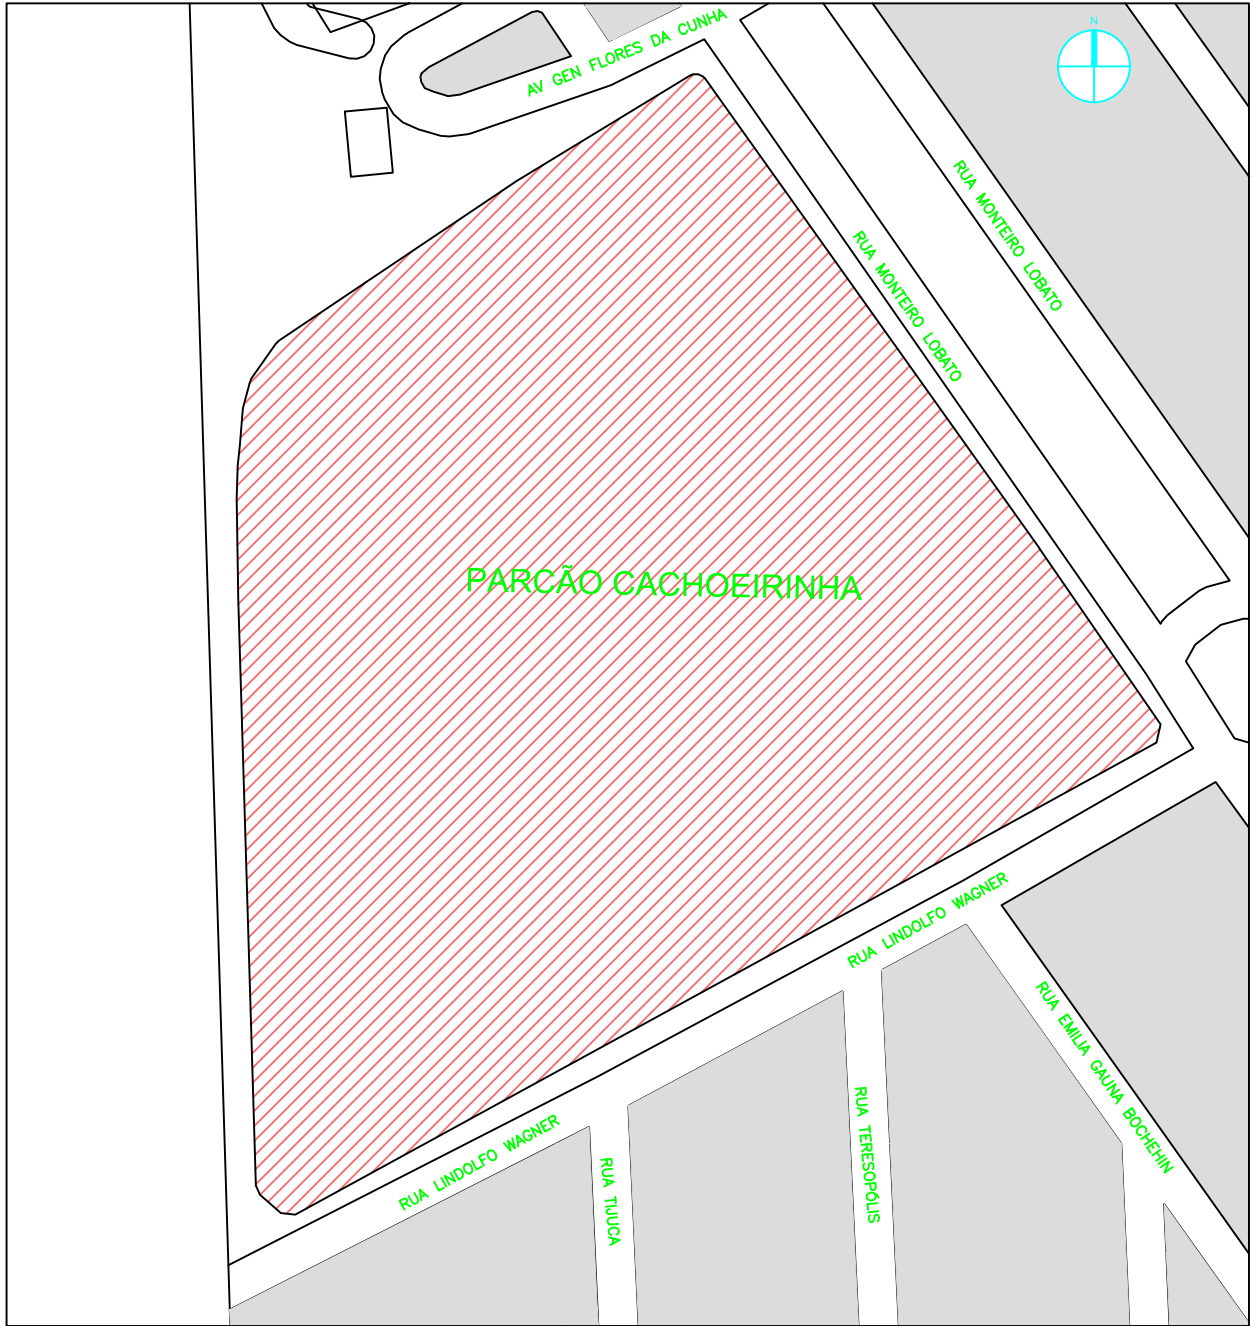 N
AV GEN FLORES DA CUNHA
RUA MONTEIRO LOBATO
RUA MONTEIRO LOBATO
PARCÃO CACHOEIRINHA
RUA LINDOLFO WAGNER
RUA EMILIA GAUNA BOCHEHIN
RUA TERESOPÓLIS
RUA LINDOLFO WAGNER
RUA TIJUCA